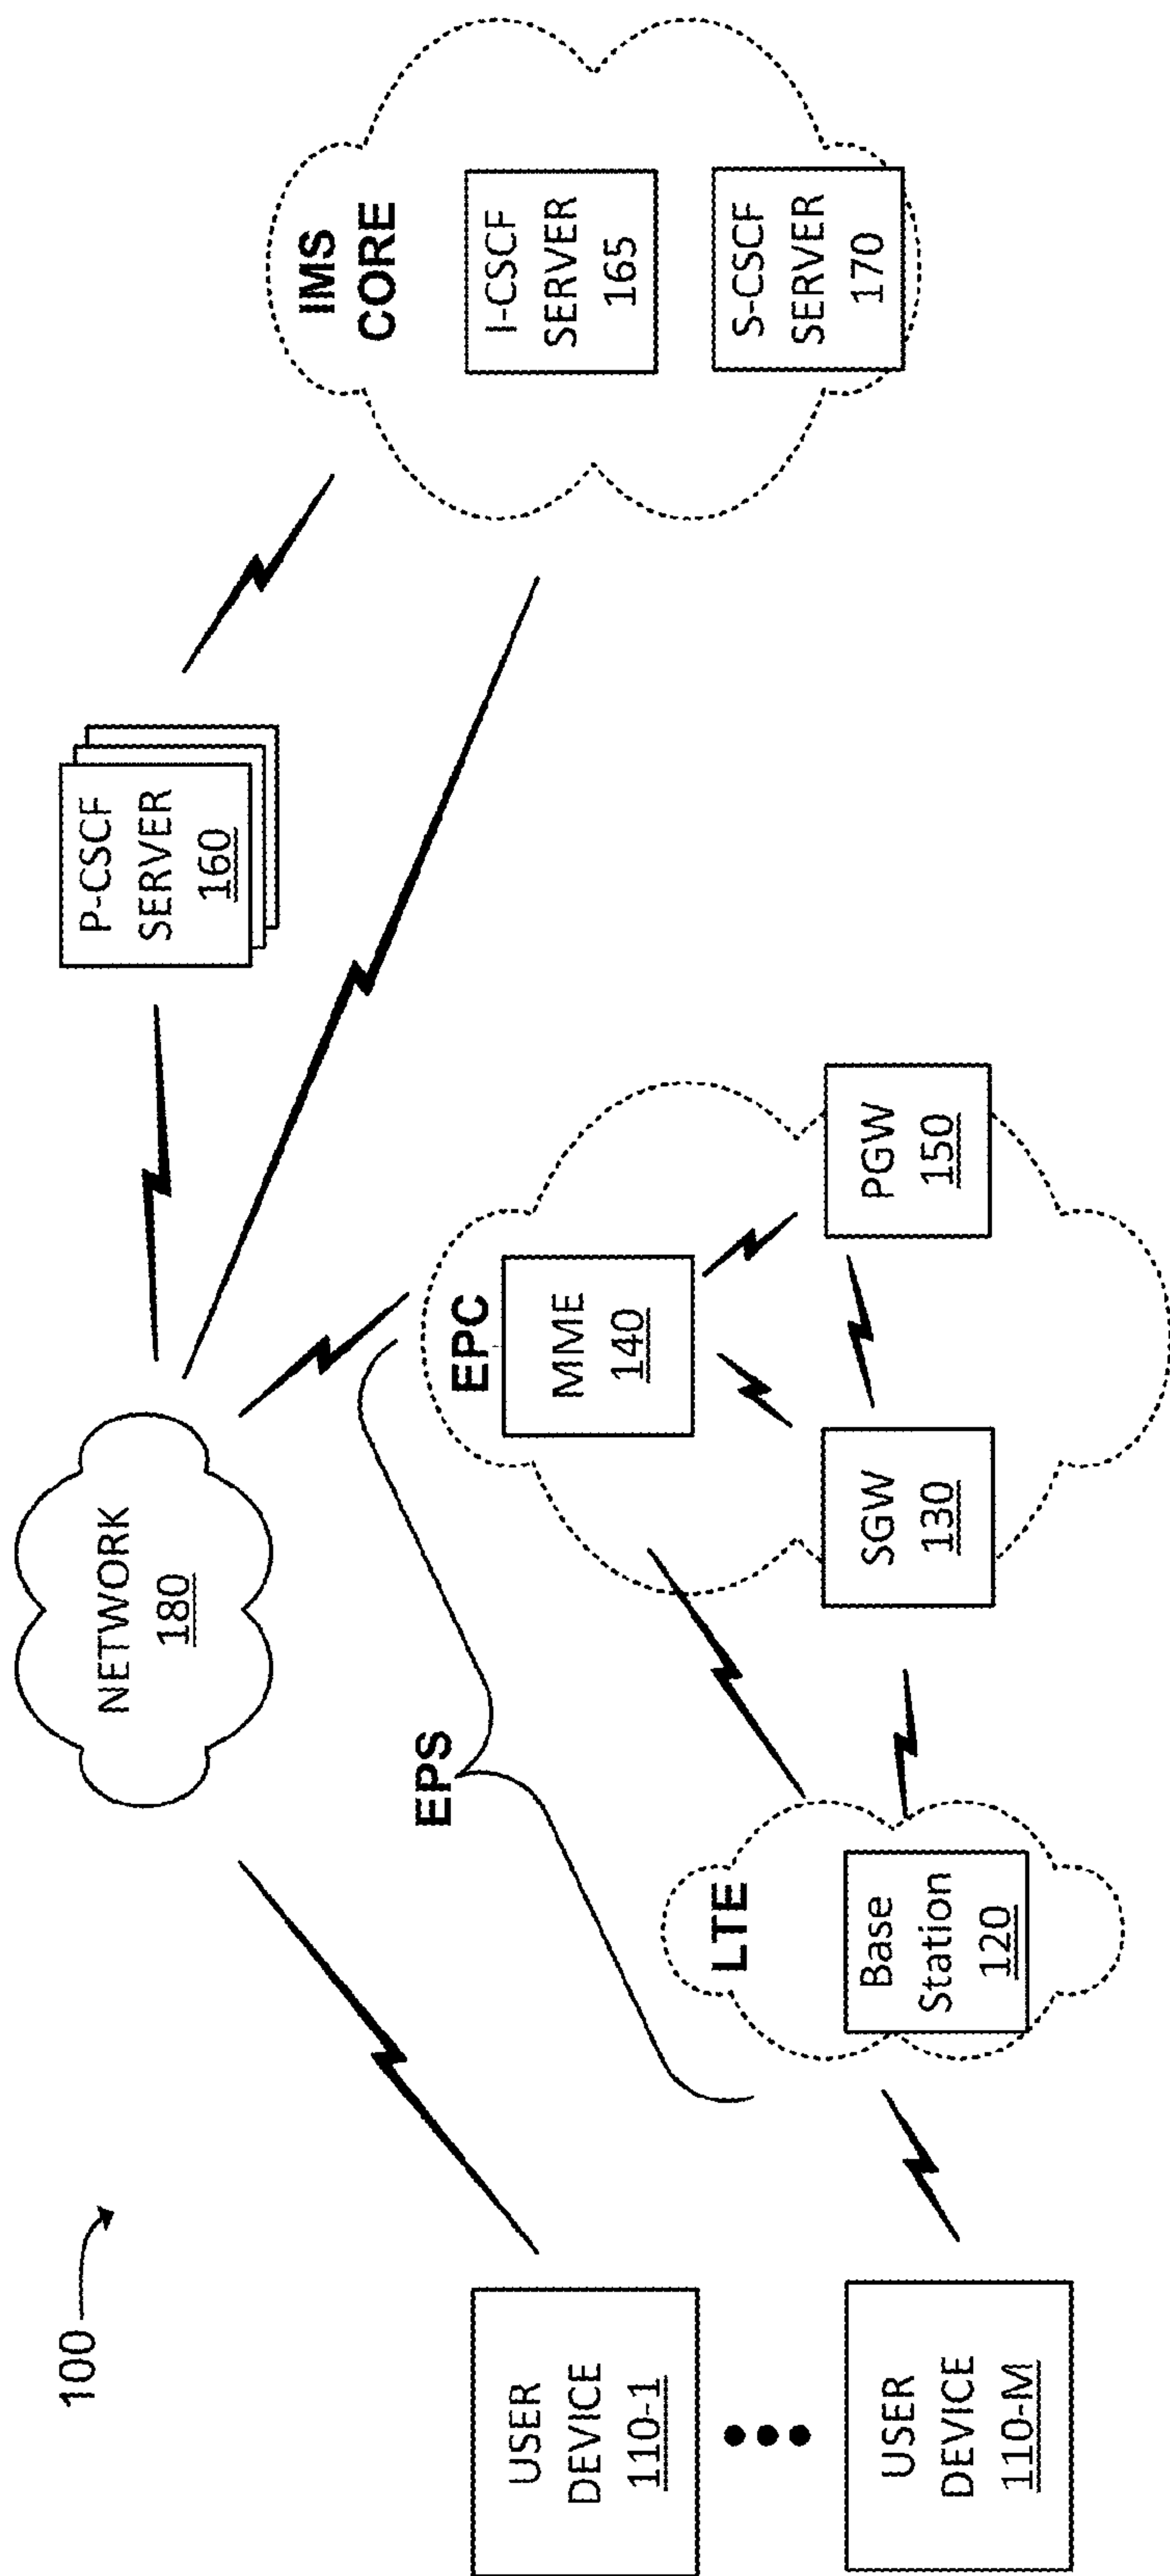 100
NETWORK
180
P-CSCF
SERVER
160
IMS
CORE
I-CSCF
SERVER
165
S-CSCF
SERVER
170
EPS
EPC
MME
140
SGW
130
PGW
150
LTE
Base
Station
120
USER
DEVICE
110-1
USER
DEVICE
110-M